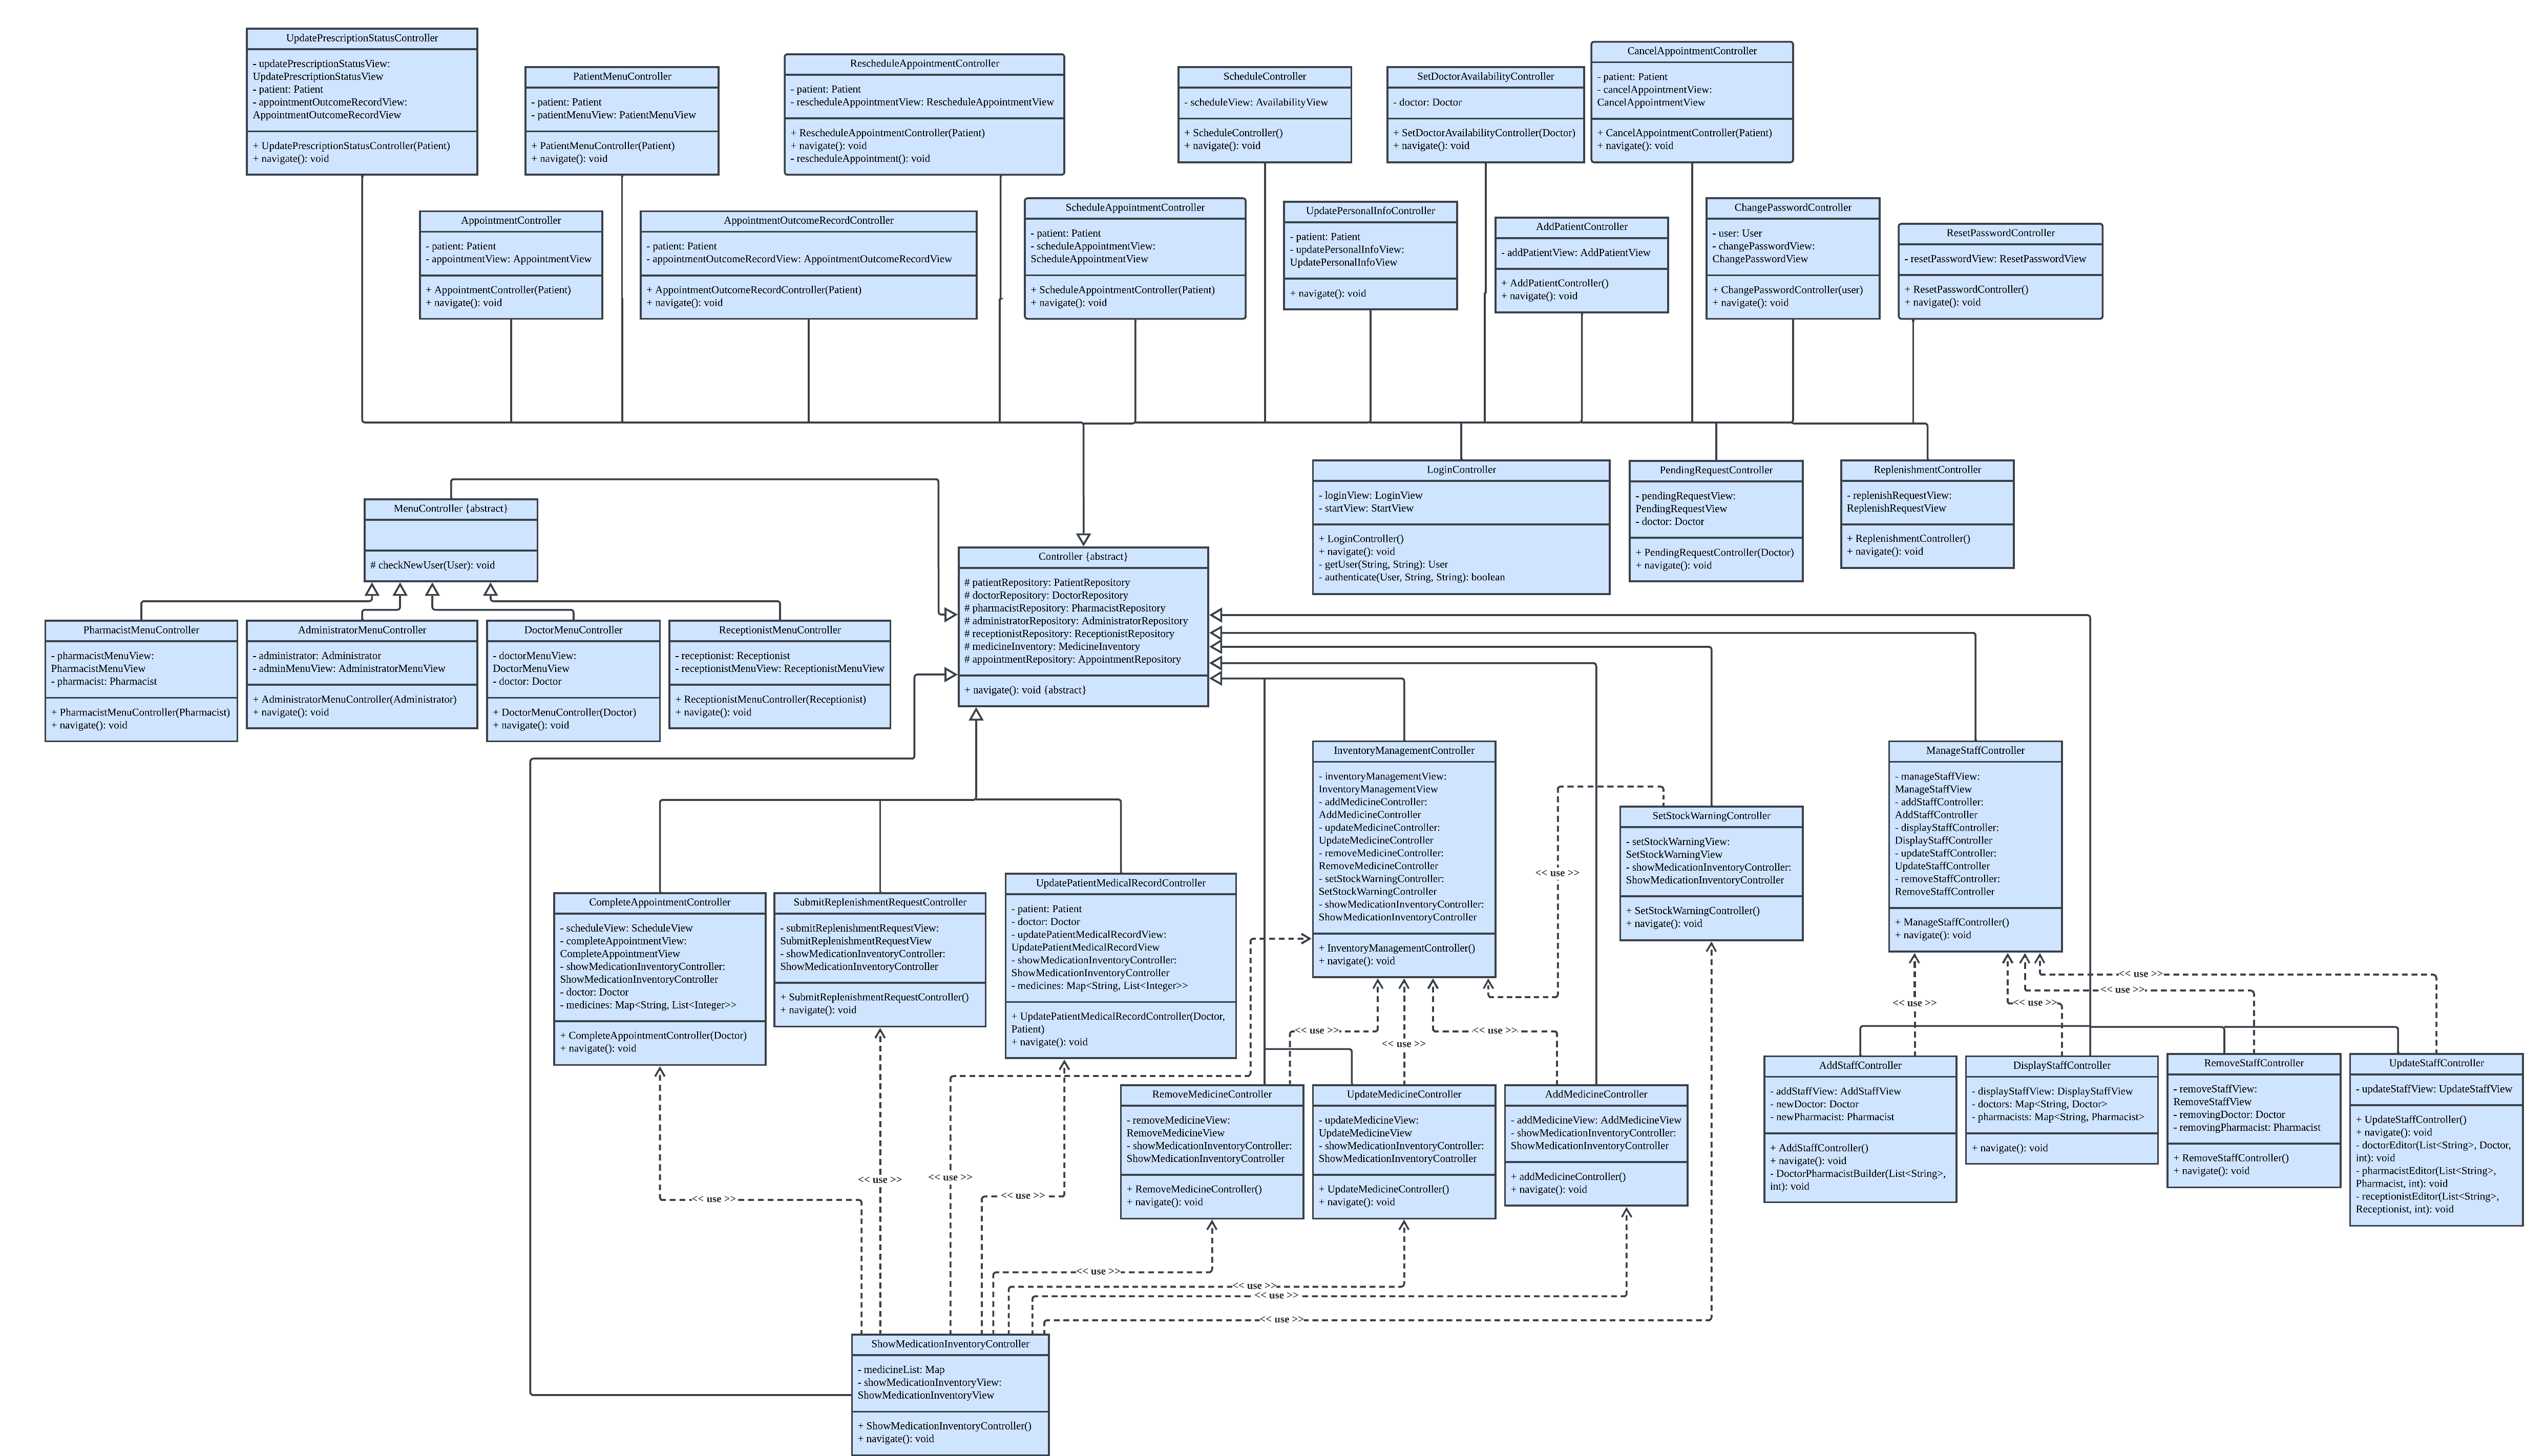 UpdatePrescriptionStatusController
- updatePrescriptionStatusView:
UpdatePrescriptionStatusView
- patient: Patient
- appointmentOutcomeRecordView:
AppointmentOutcomeRecordView
+ UpdatePrescriptionStatusController(Patient)
+ navigate(): void
PatientMenuController
- patient: Patient
- patientMenuView: PatientMenuView
+ PatientMenuController(Patient)
+ navigate(): void
RescheduleAppointmentController
- patient: Patient
- rescheduleAppointmentView: RescheduleAppointmentView
+ RescheduleAppointmentController(Patient)
+ navigate(): void
- rescheduleAppointment(): void
ScheduleController
- scheduleView: AvailabilityView
+ ScheduleController()
+ navigate(): void
SetDoctorAvailabilityController
- doctor: Doctor
+ SetDoctorAvailabilityController(Doctor)
+ navigate(): void
CancelAppointmentController
- patient: Patient
- cancelAppointmentView:
CancelAppointmentView
+ CancelAppointmentController(Patient)
+ navigate(): void
AppointmentController
- patient: Patient
- appointmentView: AppointmentView
+ AppointmentController(Patient)
+ navigate(): void
AppointmentOutcomeRecordController
- patient: Patient
- appointmentOutcomeRecordView: AppointmentOutcomeRecordView
+ AppointmentOutcomeRecordController(Patient)
+ navigate(): void
ScheduleAppointmentController
- patient: Patient
- scheduleAppointmentView:
ScheduleAppointmentView
+ ScheduleAppointmentController(Patient)
+ navigate(): void
UpdatePersonalInfoController
- patient: Patient
- updatePersonalInfoView:
UpdatePersonalInfoView
+ navigate(): void
AddPatientController
- addPatientView: AddPatientView
+ AddPatientController()
+ navigate(): void
ChangePasswordController
- user: User
- changePasswordView:
ChangePasswordView
+ ChangePasswordController(user)
+ navigate(): void
ResetPasswordController
- resetPasswordView: ResetPasswordView
+ ResetPasswordController()
+ navigate(): void
LoginController
- loginView: LoginView
- startView: StartView
+ LoginController()
+ navigate(): void
- getUser(String, String): User
- authenticate(User, String, String): boolean
PendingRequestController
- pendingRequestView:
PendingRequestView
- doctor: Doctor
+ PendingRequestController(Doctor)
+ navigate(): void
ReplenishmentController
- replenishRequestView:
ReplenishRequestView
+ ReplenishmentController()
+ navigate(): void
MenuController {abstract}
# checkNewUser(User): void
Controller {abstract}
# patientRepository: PatientRepository
# doctorRepository: DoctorRepository
# pharmacistRepository: PharmacistRepository
# administratorRepository: AdministratorRepository
# receptionistRepository: ReceptionistRepository
# medicineInventory: MedicineInventory
# appointmentRepository: AppointmentRepository
+ navigate(): void {abstract}
PharmacistMenuController
- pharmacistMenuView:
PharmacistMenuView
- pharmacist: Pharmacist
+ PharmacistMenuController(Pharmacist)
+ navigate(): void
AdministratorMenuController
- administrator: Administrator
- adminMenuView: AdministratorMenuView
+ AdministratorMenuController(Administrator)
+ navigate(): void
DoctorMenuController
- doctorMenuView:
DoctorMenuView
- doctor: Doctor
+ DoctorMenuController(Doctor)
+ navigate(): void
ReceptionistMenuController
- receptionist: Receptionist
- receptionistMenuView: ReceptionistMenuView
+ ReceptionistMenuController(Receptionist)
+ navigate(): void
InventoryManagementController
- inventoryManagementView:
InventoryManagementView
- addMedicineController:
AddMedicineController
- updateMedicineController:
UpdateMedicineController
- removeMedicineController:
RemoveMedicineController
- setStockWarningController:
SetStockWarningController
- showMedicationInventoryController:
ShowMedicationInventoryController
+ InventoryManagementController()
+ navigate(): void
<< use >>
SetStockWarningController
- setStockWarningView:
SetStockWarningView
- showMedicationInventoryController:
ShowMedicationInventoryController
+ SetStockWarningController()
+ navigate(): void
ManageStaffController
- manageStaffView:
ManageStaffView
- addStaffController:
AddStaffController
- displayStaffController:
DisplayStaffController
- updateStaffController:
UpdateStaffController
- removeStaffController:
RemoveStaffController
+ ManageStaffController()
+ navigate(): void
CompleteAppointmentController
- scheduleView: ScheduleView
- completeAppointmentView:
CompleteAppointmentView
- showMedicationInventoryController:
ShowMedicationInventoryController
- doctor: Doctor
- medicines: Map<String, List<Integer>>
+ CompleteAppointmentController(Doctor)
+ navigate(): void
SubmitReplenishmentRequestController
- submitReplenishmentRequestView:
SubmitReplenishmentRequestView
- showMedicationInventoryController:
ShowMedicationInventoryController
+ SubmitReplenishmentRequestController()
+ navigate(): void
UpdatePatientMedicalRecordController
- patient: Patient
- doctor: Doctor
- updatePatientMedicalRecordView:
UpdatePatientMedicalRecordView
- showMedicationInventoryController:
ShowMedicationInventoryController
- medicines: Map<String, List<Integer>>
+ UpdatePatientMedicalRecordController(Doctor,
Patient)
+ navigate(): void
<< use >>
<< use >>
<< use >>
<< use >>
<< use >>
<< use >>
<< use >>
RemoveMedicineController
- removeMedicineView:
RemoveMedicineView
- showMedicationInventoryController:
ShowMedicationInventoryController
+ RemoveMedicineController()
+ navigate(): void
UpdateMedicineController
- updateMedicineView:
UpdateMedicineView
- showMedicationInventoryController:
ShowMedicationInventoryController
+ UpdateMedicineController()
+ navigate(): void
AddMedicineController
- addMedicineView: AddMedicineView
- showMedicationInventoryController:
ShowMedicationInventoryController
+ addMedicineController()
+ navigate(): void
AddStaffController
- addStaffView: AddStaffView
- newDoctor: Doctor
- newPharmacist: Pharmacist
+ AddStaffController()
+ navigate(): void
- DoctorPharmacistBuilder(List<String>,
int): void
DisplayStaffController
- displayStaffView: DisplayStaffView
- doctors: Map<String, Doctor>
- pharmacists: Map<String, Pharmacist>
+ navigate(): void
RemoveStaffController
- removeStaffView:
RemoveStaffView
- removingDoctor: Doctor
- removingPharmacist: Pharmacist
+ RemoveStaffController()
+ navigate(): void
UpdateStaffController
- updateStaffView: UpdateStaffView
+ UpdateStaffController()
+ navigate(): void
- doctorEditor(List<String>, Doctor,
int): void
- pharmacistEditor(List<String>,
Pharmacist, int): void
- receptionistEditor(List<String>,
Receptionist, int): void
<< use >>
<< use >>
<< use >>
<< use >>
<< use >>
<< use >>
<< use >>
<< use >>
ShowMedicationInventoryController
- medicineList: Map
- showMedicationInventoryView:
ShowMedicationInventoryView
+ ShowMedicationInventoryController()
+ navigate(): void